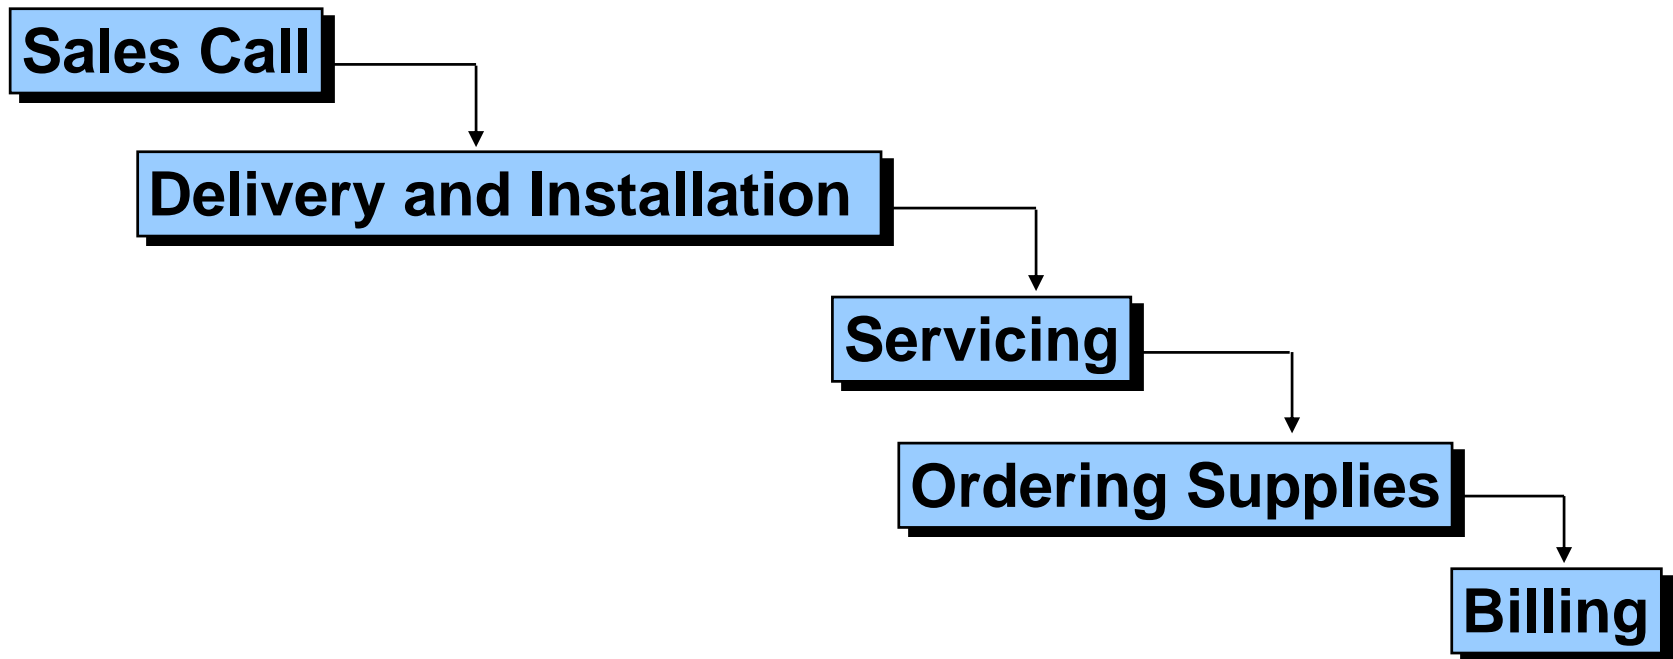 Sales Call
Delivery and Installation
Servicing
Ordering Supplies
Billing